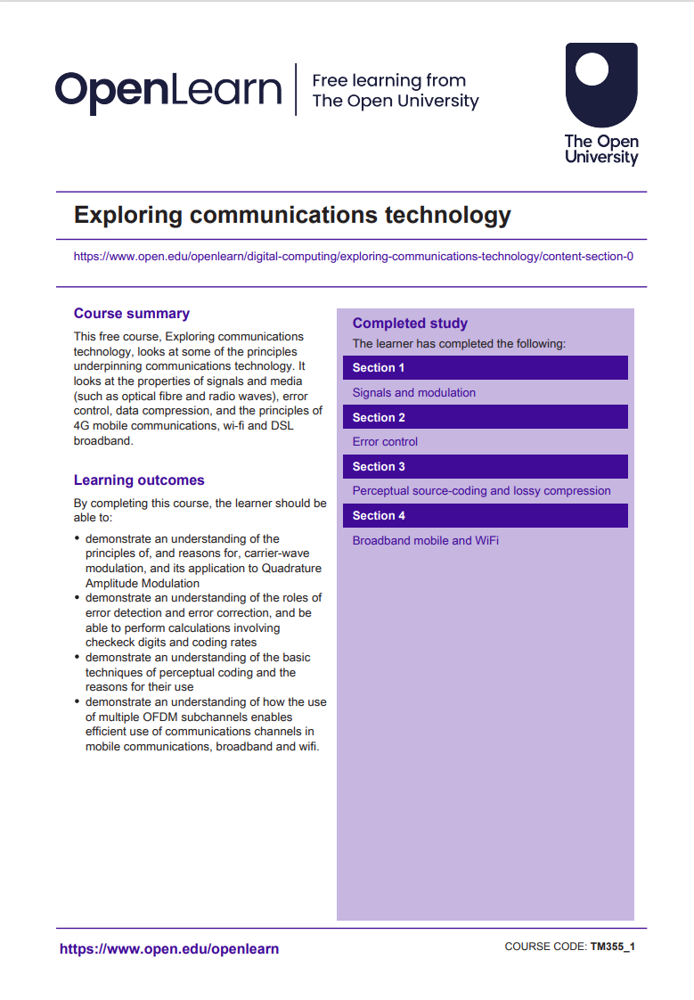 OpenLearn
Free learning from
The Open University
The Open
University
Exploring communications technology
https://www.open.edu/openlearn/digital-computing/exploring-communications-technology/content-section-0
Course summary
This free course, Exploring communications
technology, looks at some of the principles
underpinning communications technology. It
looks at the properties of signals and media
(such as optical fibre and radio waves), error
control, data compression, and the principles of
4G mobile communications, wi-fi and DSL
broadband.
Learning outcomes
By completing this course, the learner should be
able to:
• demonstrate an understanding of the
principles of, and reasons for, carrier-wave
modulation, and its application to Quadrature
Amplitude Modulation
• demonstrate an understanding of the roles of
error detection and error correction, and be
able to perform calculations involving
checkeck digits and coding rates
• demonstrate an understanding of the basic
techniques of perceptual coding and the
reasons for their use
• demonstrate an understanding of how the use
of multiple OFDM subchannels enables
efficient use of communications channels in
mobile communications, broadband and wifi.
Completed study
The learner has completed the following:
Section 1
Signals and modulation
Section 2
Error control
Section 3
Perceptual source-coding and lossy compression
Section 4
Broadband mobile and WiFi
https://www.open.edu/openlearn
COURSE CODE: TM355_1